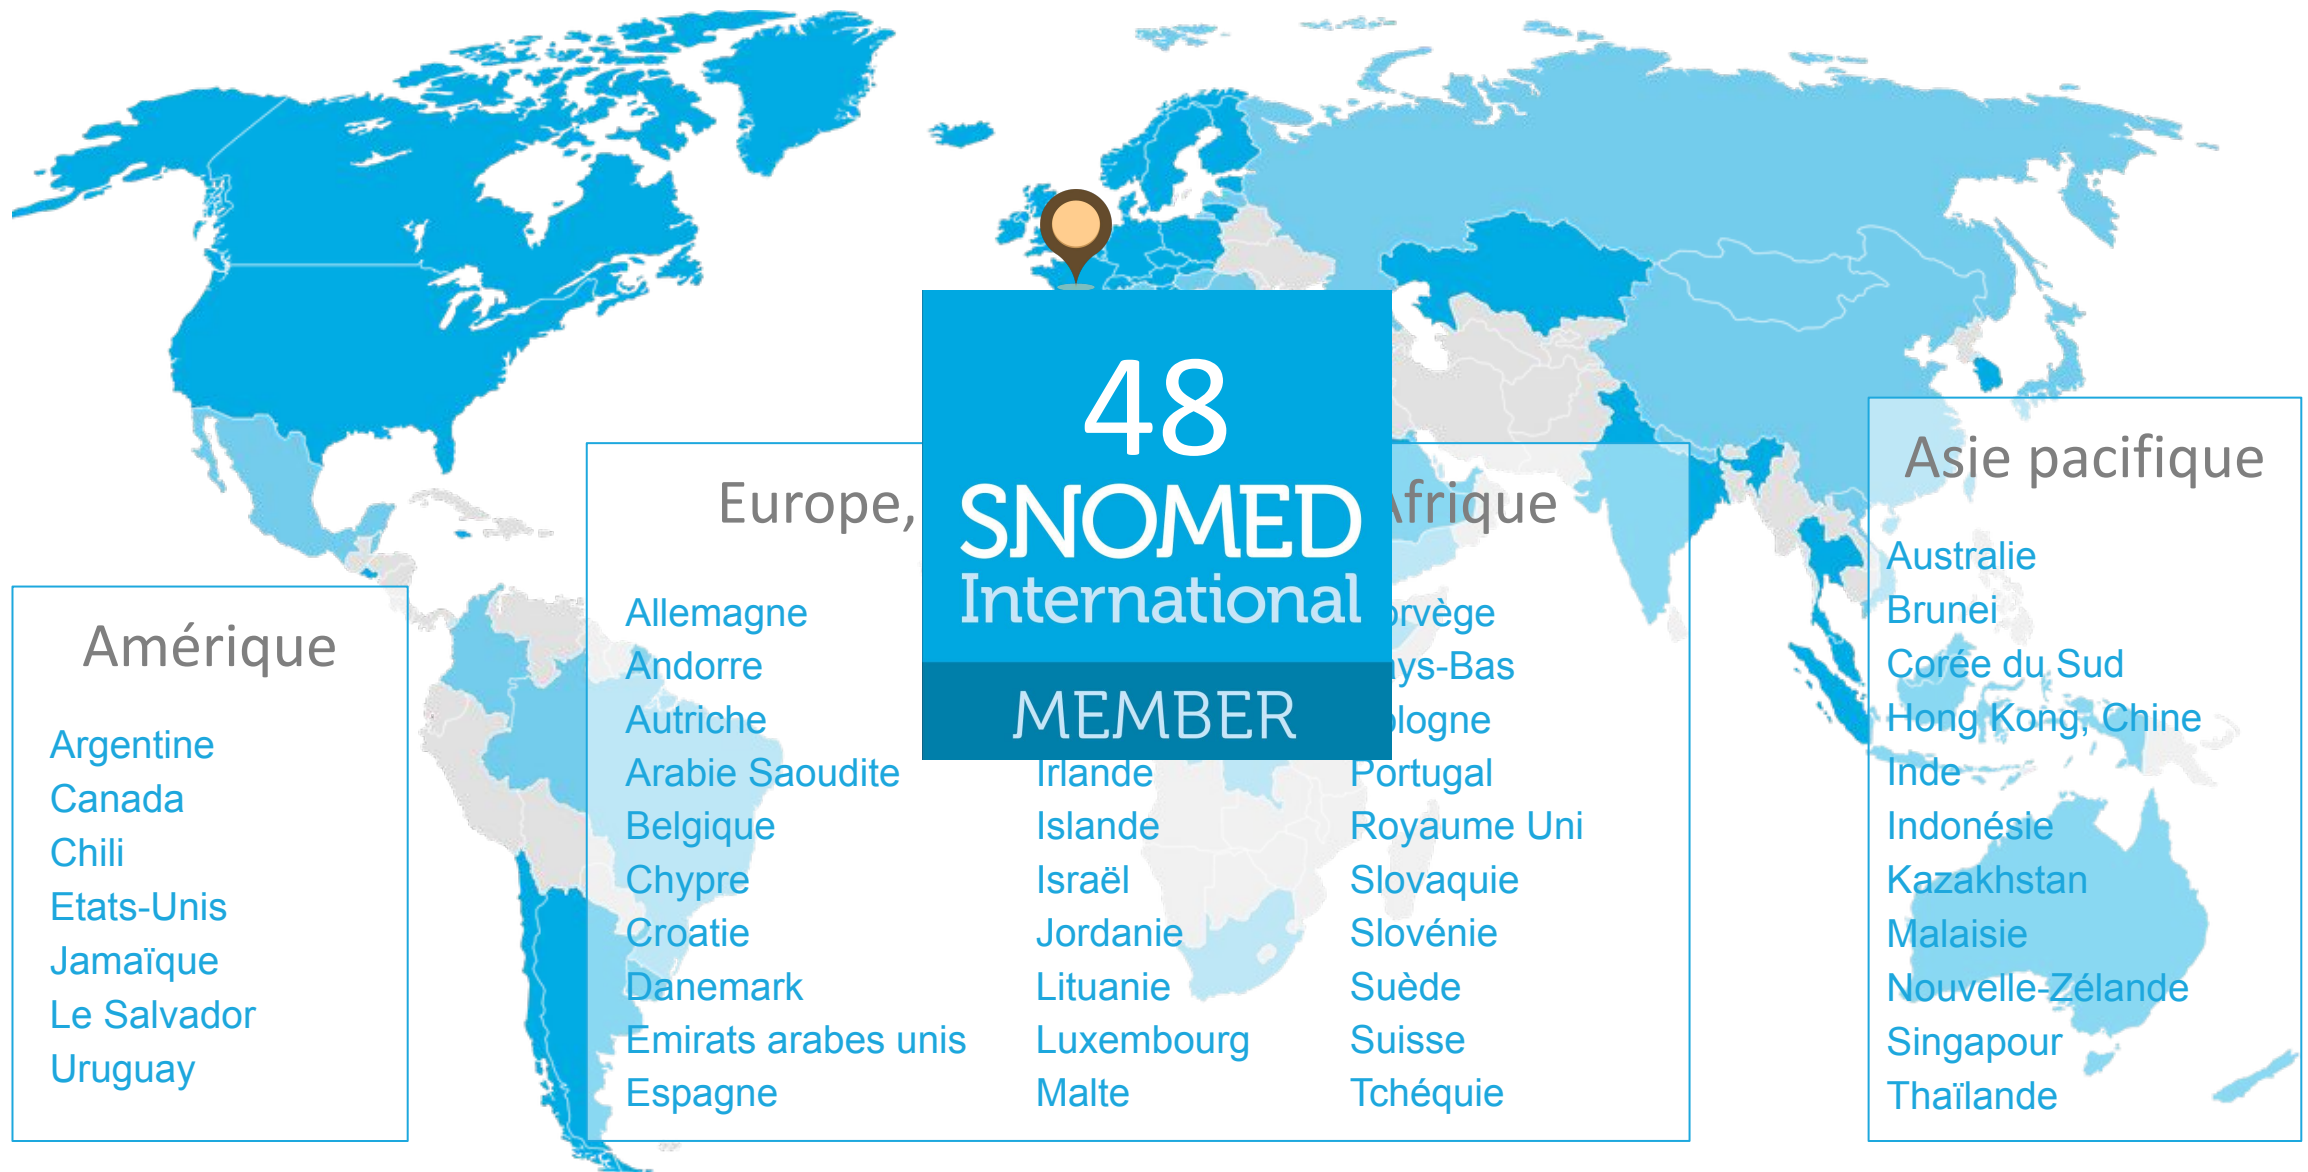 48
SNOMED
International
MEMBER
Amérique
Argentine
Canada
Chili
Etats-Unis
Jamaïque
Le Salvador
Uruguay
Europe,
Allemagne
Andorre
Autriche
Arabie Saoudite
Belgique
Chypre
Croatie
Danemark
Emirats arabes unis
Espagne
Irlande
Islande
Israël
Jordanie
Lituanie
Luxembourg
Malte
Portugal
Royaume Uni
Slovaquie
Slovénie
Suède
Suisse
Tchéquie
Asie pacifique
Australie
Brunei
Corée du Sud
Hong Kong, Chine
Inde
Indonésie
Kazakhstan
Malaisie
Nouvelle-Zélande
Singapour
Thaïlande